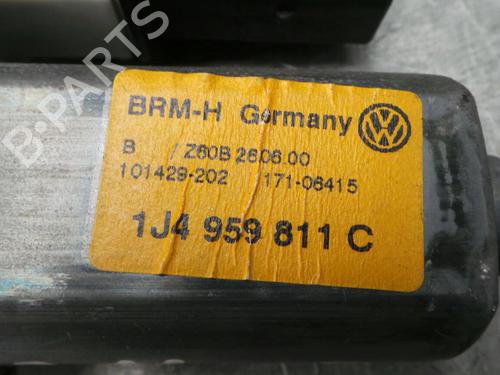 BRM-H Germany
B / Z60B 2606.00
101429-202 171-06415
1J4 959 811 C
B-PARTS